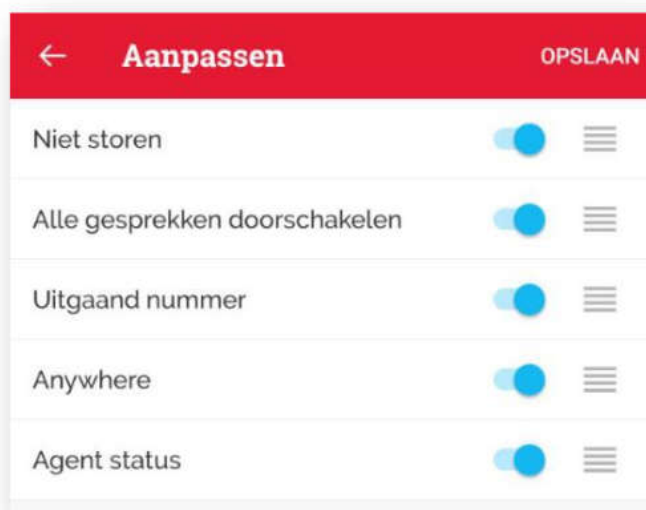 Aanpassen OPSLAAN
Niet storen
Alle gesprekken doorschakelen
Uitgaand nummer
Anywhere
Agent status